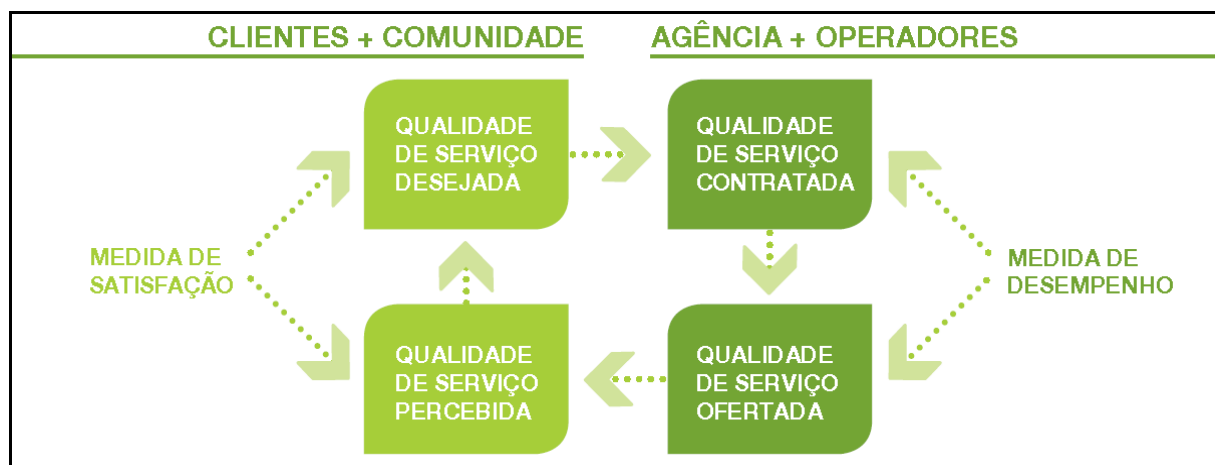 CLIENTES + COMUNIDADE
AGÊNCIA + OPERADORES
QUALIDADE
DE SERVIÇO
DESEJADA
QUALIDADE
DE SERVIÇO
CONTRATADA
MEDIDA DE
SATISFAÇÃO
MEDIDA DE
DESEMPENHO
QUALIDADE
DE SERVIÇO
PERCEBIDA
QUALIDADE
DE SERVIÇO
OFERTADA